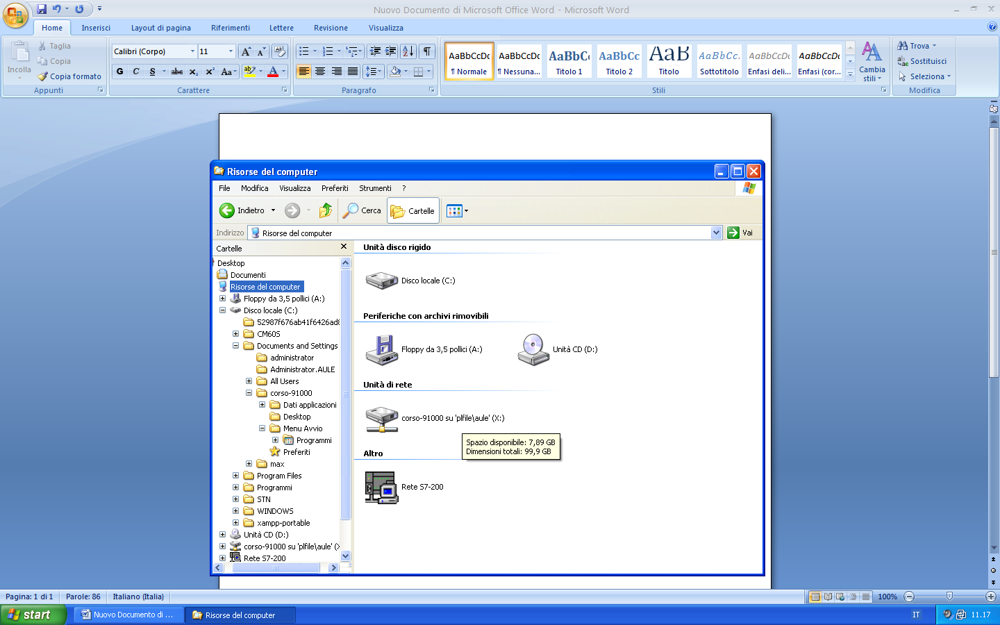 Nuovo Documento di Microsoft Office Word - Microsoft Word
Home Inserisci Layout di pagina Riferimenti Lettere Revisione Visualizza
Incolla
Taglia
Copia
Copia formato
Appunti
Calibri (Corpo) 11
G C S abc x₂ x² Aa
ab A
Carattere
Paragrafo
AaBbCcDc AaBbCcDc AaBbCc AaBbCc AaB AaBbCc. AaBbCcDc AaBbCcDc
¶ Normale ¶ Nessuna... Titolo 1 Titolo 2 Titolo Sottotitolo Enfasi deli... Enfasi (cor...
Cambia stili
Stili
Trova
Sostituisci
Seleziona
Modifica
Risorse del computer
File Modifica Visualizza Preferiti Strumenti ?
Indietro Cerca Cartelle
Indirizzo Risorse del computer Vai
Cartelle
Desktop
Documenti
Risorse del computer
Floppy da 3,5 pollici (A:)
Disco locale (C:)
52987f676ab41f6426ad8
CM60S
Documents and Settings
administrator
Administrator.AULE
All Users
corso-91000
Dati applicazioni
Desktop
Menu Avvio
Programmi
Preferiti
max
Program Files
Programmi
STN
WINDOWS
xampp-portable
Unità CD (D:)
corso-91000 su 'plfile\aule' (X
Rete S7-200
Unità disco rigido
Disco locale (C:)
Periferiche con archivi rimovibili
Floppy da 3,5 pollici (A:) Unità CD (D:)
Unità di rete
corso-91000 su 'plfile\aule' (X:)
Spazio disponibile: 7,89 GB
Dimensioni totali: 99,9 GB
Altro
Rete S7-200
Pagina: 1 di 1 Parole: 86 Italiano (Italia) 100%
start Nuovo Documento di ... Risorse del computer IT 11.17